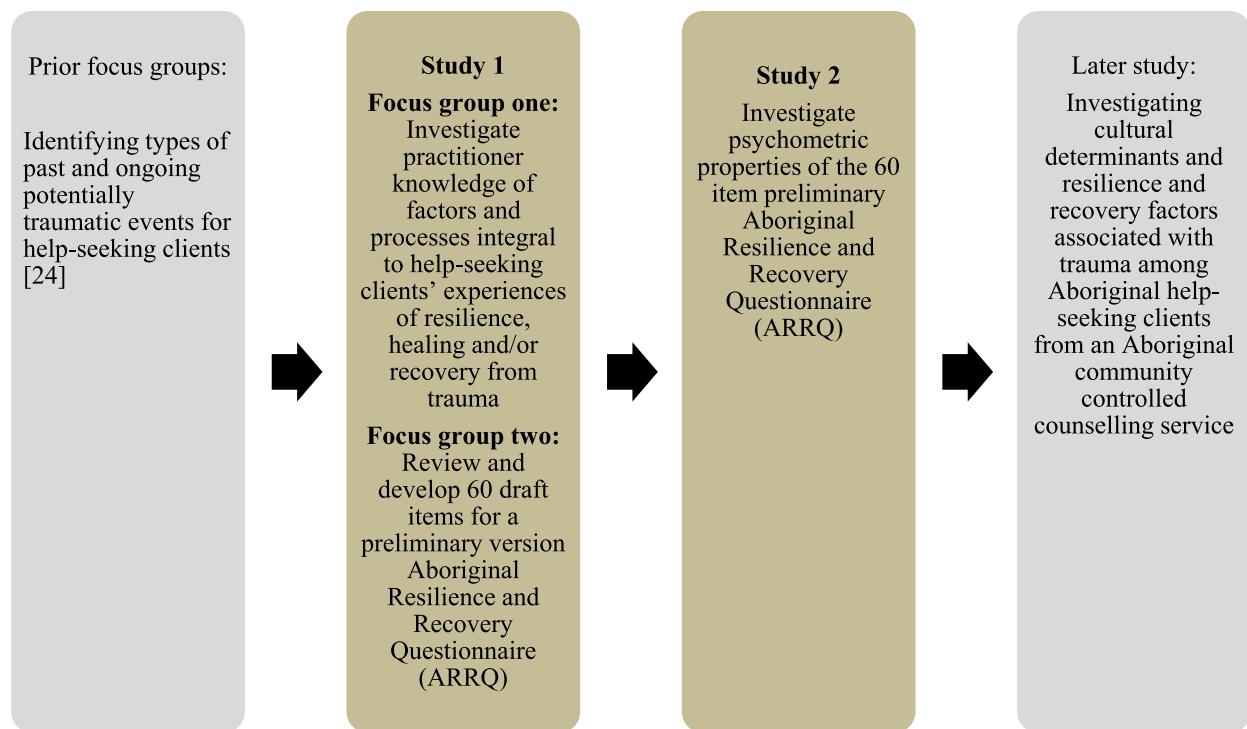 Prior focus groups:
Identifying types of
past and ongoing
potentially
traumatic events for
help-seeking clients
[24]
Study 1
Focus group one:
Investigate
practitioner
knowledge of
factors and
processes integral
to help-seeking
clients’ experiences
of resilience,
healing and/or
recovery from
trauma
Focus group two:
Review and
develop 60 draft
items for a
preliminary version
Aboriginal
Resilience and
Recovery
Questionnaire
(ARRQ)
Study 2
Investigate
psychometric
properties of the 60
item preliminary
Aboriginal
Resilience and
Recovery
Questionnaire
(ARRQ)
Later study:
Investigating
cultural
determinants and
resilience and
recovery factors
associated with
trauma among
Aboriginal help-
seeking clients
from an Aboriginal
community
controlled
counselling service